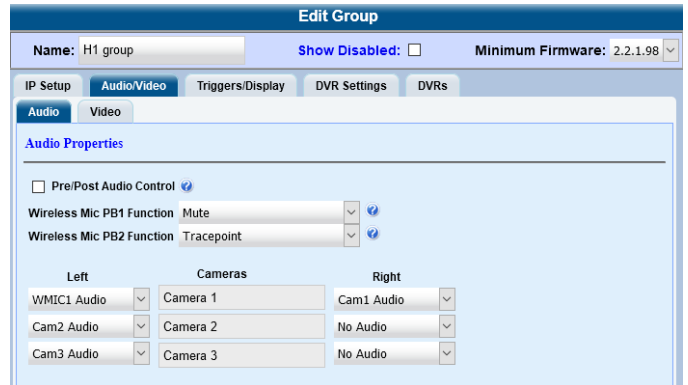 Edit Group
Name: H1 group Show Disabled: Minimum Firmware: 2.2.1.98
IP Setup Audio/Video Triggers/Display DVR Settings DVRs
Audio Video
Audio Properties
Pre/Post Audio Control ?
Wireless Mic PB1 Function Mute ?
Wireless Mic PB2 Function Tracepoint ?
Left Cameras Right
WMIC1 Audio Camera 1 Cam1 Audio
Cam2 Audio Camera 2 No Audio
Cam3 Audio Camera 3 No Audio